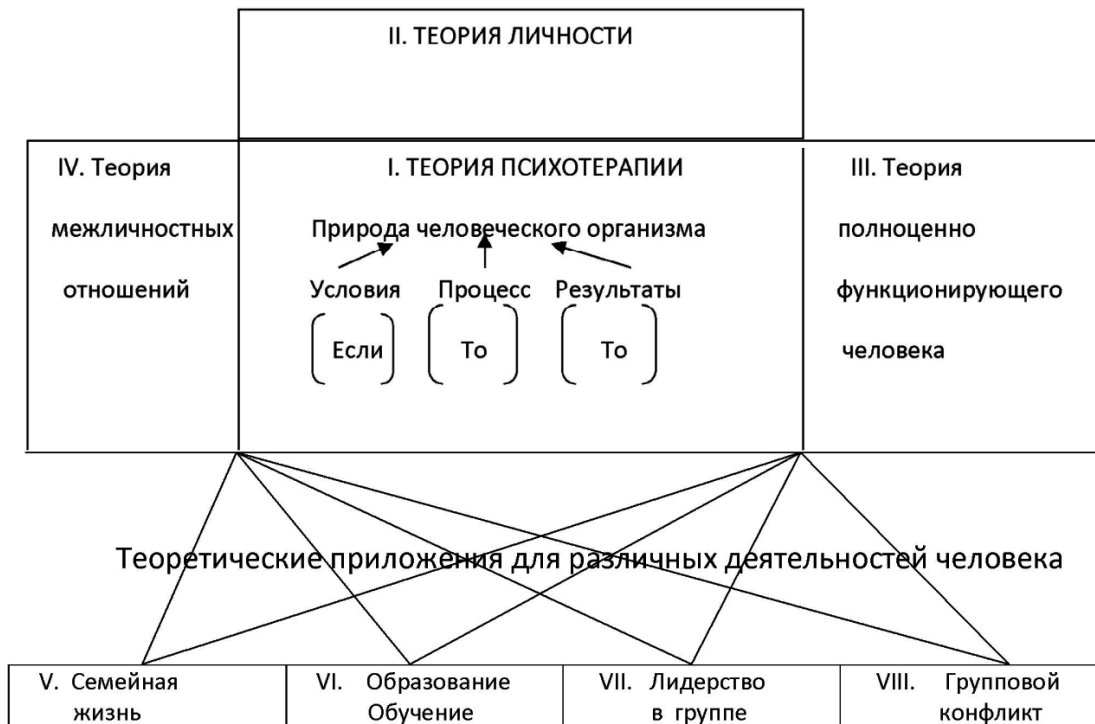 II. ТЕОРИЯ ЛИЧНОСТИ
IV. Теория
межличностных
отношений
I. ТЕОРИЯ ПСИХОТЕРАПИИ
Природа человеческого организма
Условия Процесс Результаты
Если То То
III. Теория
полноценно
функционирующего
человека
Теоретические приложения для различных деятельностей человека
V. Семейная
жизнь
VI. Образование
Обучение
VII. Лидерство
в группе
VIII. Групповой
конфликт